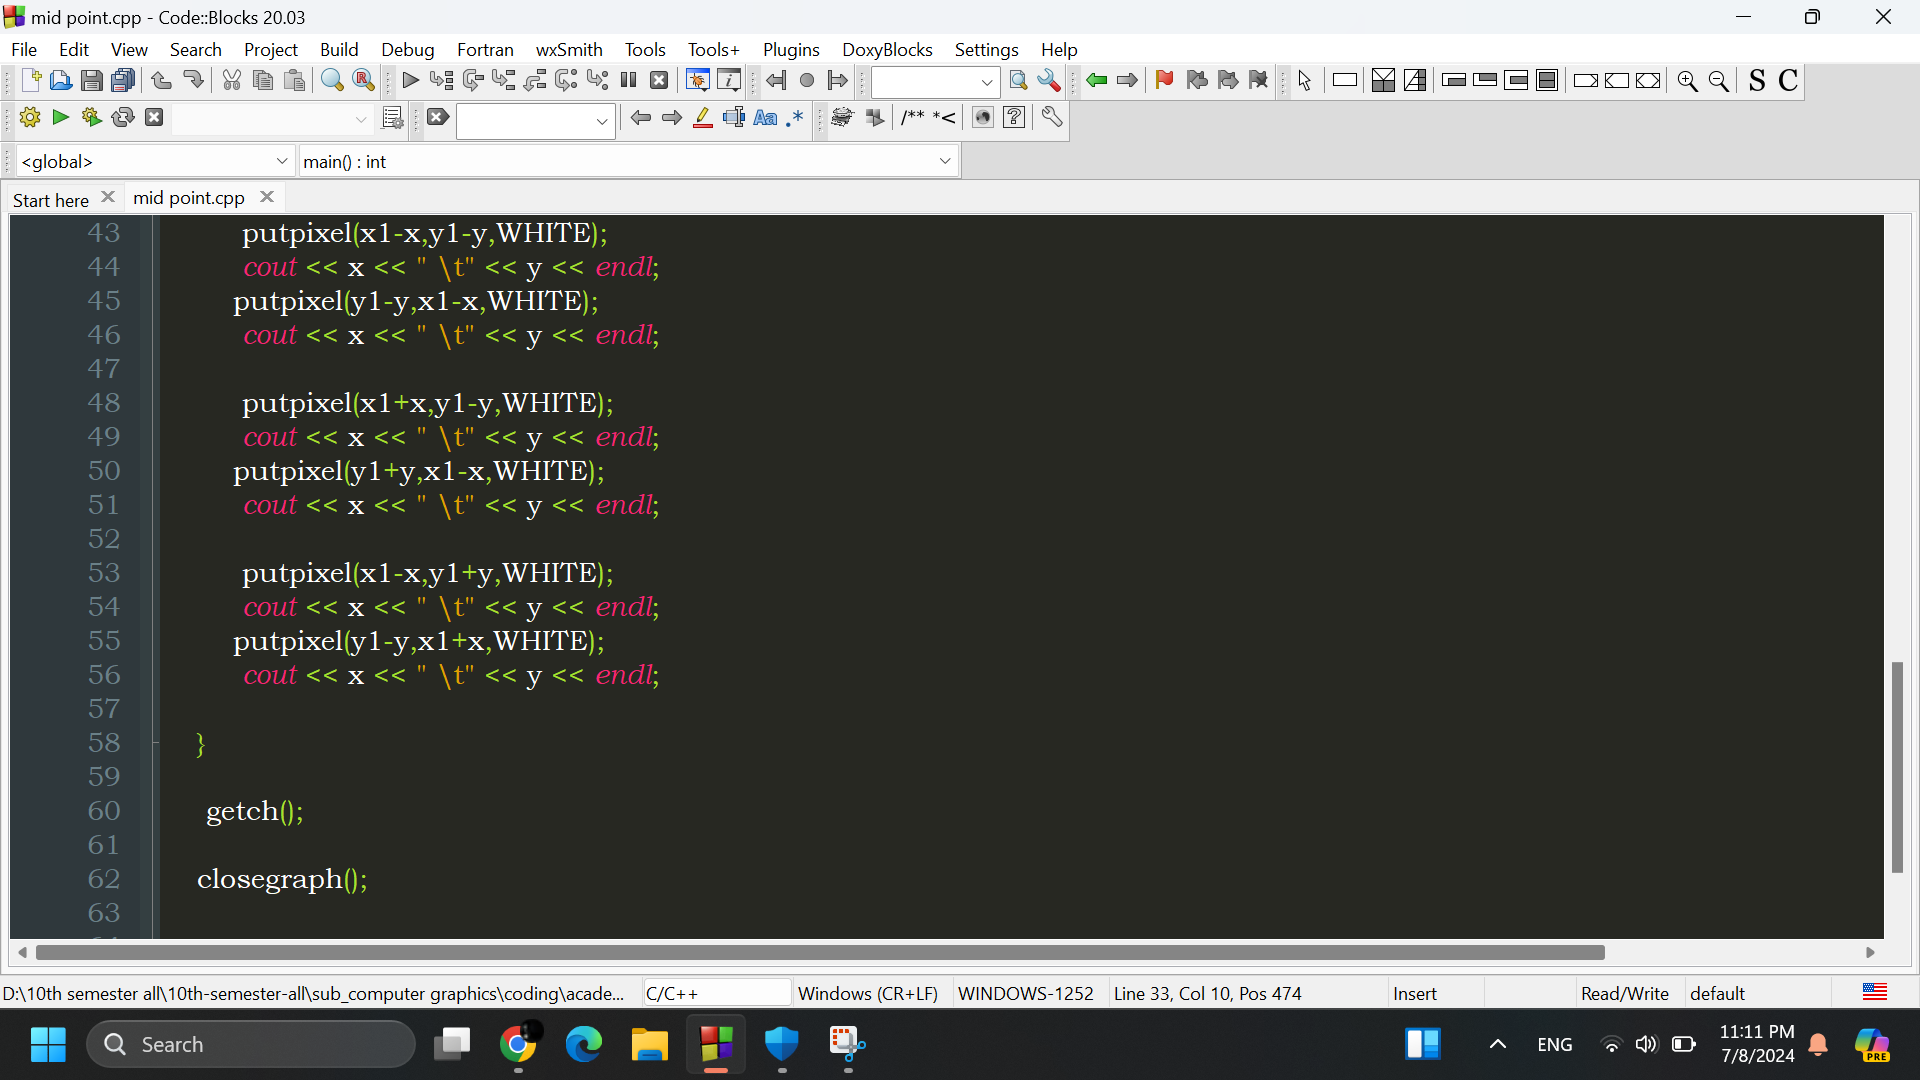 mid point.cpp - Code::Blocks 20.03
File Edit View Search Project Build Debug Fortran wxSmith Tools Tools+ Plugins DoxyBlocks Settings Help
S C
/** *<
<global> main() : int
Start here mid point.cpp
43 putpixel(x1-x,y1-y,WHITE);
44 cout << x << " \t" << y << endl;
45 putpixel(y1-y,x1-x,WHITE);
46 cout << x << " \t" << y << endl;
47
48 putpixel(x1+x,y1-y,WHITE);
49 cout << x << " \t" << y << endl;
50 putpixel(y1+y,x1-x,WHITE);
51 cout << x << " \t" << y << endl;
52
53 putpixel(x1-x,y1+y,WHITE);
54 cout << x << " \t" << y << endl;
55 putpixel(y1-y,x1+x,WHITE);
56 cout << x << " \t" << y << endl;
57
58 }
59
60 getch();
61
62 closegraph();
63
D:\10th semester all\10th-semester-all\sub_computer graphics\coding\acade... C/C++ Windows (CR+LF) WINDOWS-1252 Line 33, Col 10, Pos 474 Insert Read/Write default
Search ENG 11:11 PM
7/8/2024 PRE